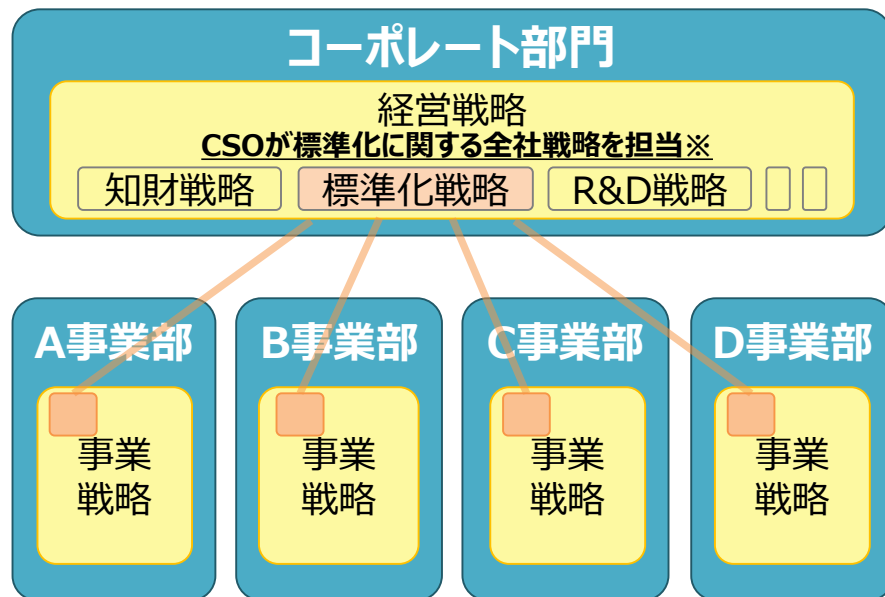 コーポレート部門
経営戦略
CSOが標準化に関する全社戦略を担当※
知財戦略 標準化戦略 R&D戦略
A事業部 B事業部 C事業部 D事業部
事業 事業 事業 事業
戦略 戦略 戦略 戦略